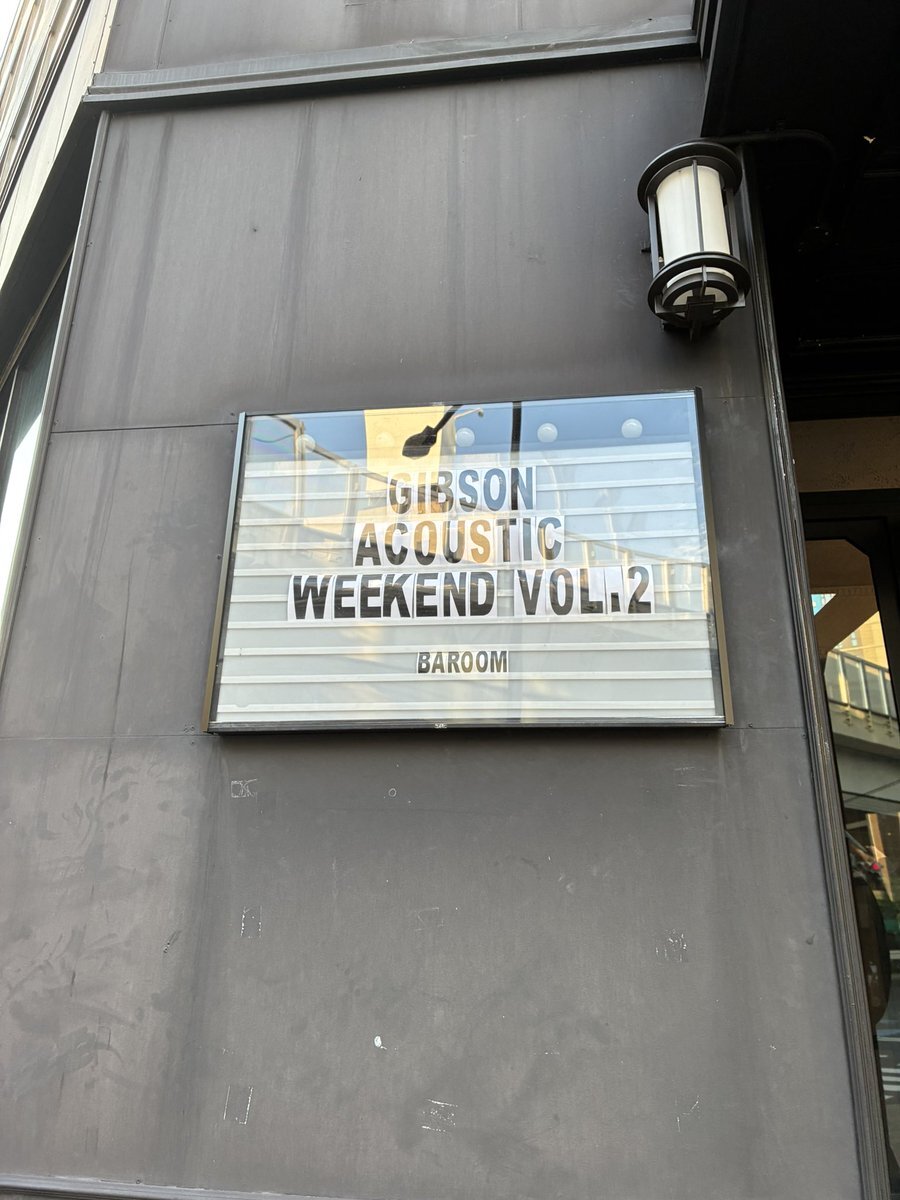 GIBSON
ACOUSTIC
WEEKEND VOL.2
BAROOM